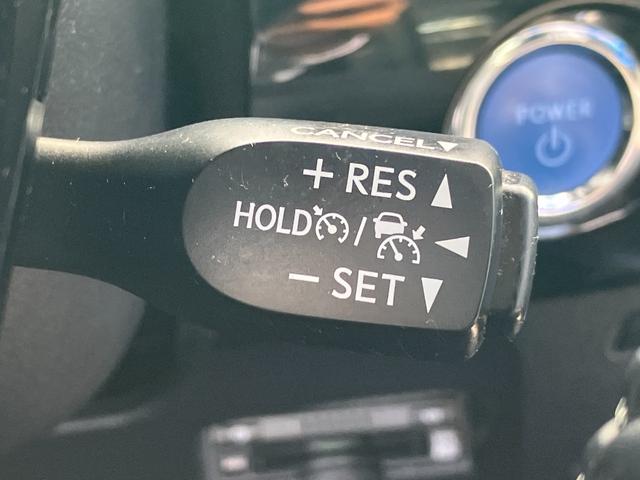 POWER
CANCEL▼
+ RES ▲
HOLD / ◀
− SET ▼